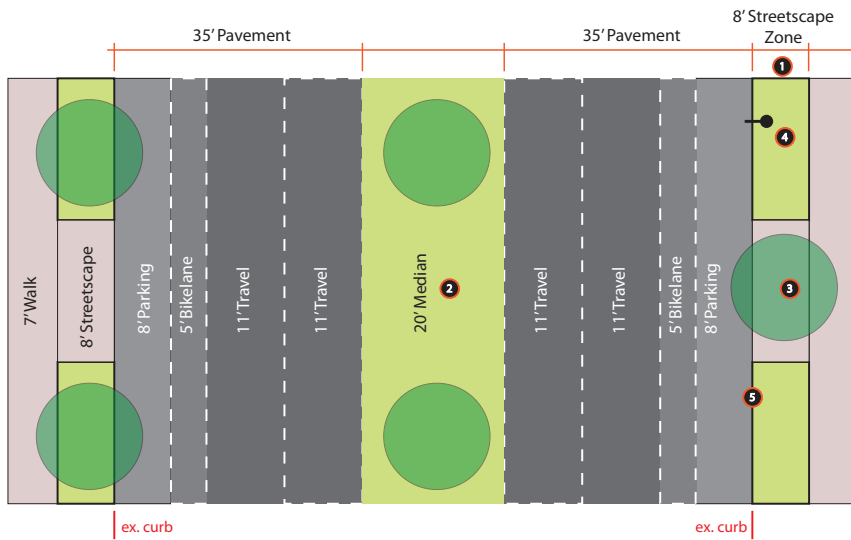 35' Pavement
35' Pavement
8' Streetscape
Zone
1
4
7' Walk
8' Streetscape
8' Parking
5' Bikelane
11' Travel
11' Travel
20' Median
2
11' Travel
11' Travel
5' Bikelane
8' Parking
3
5
ex. curb
ex. curb